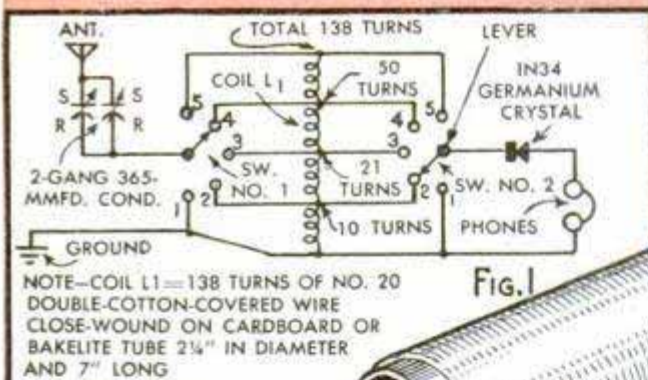 ANT.
TOTAL 138 TURNS
LEVER
COIL L1
50
TURNS
IN34
GERMANIUM
CRYSTAL
S
S
R
R
5
4
3
2
1
5
4
3
2
1
2-GANG 365-
MMFD. COND.
SW.
NO. 1
21
TURNS
SW. NO. 2
10 TURNS
PHONES
GROUND
FIG.1
NOTE—COIL L1=138 TURNS OF NO. 20
DOUBLE-COTTON-COVERED WIRE
CLOSE-WOUND ON CARDBOARD OR
BAKELITE TUBE 2¼" IN DIAMETER
AND 7" LONG